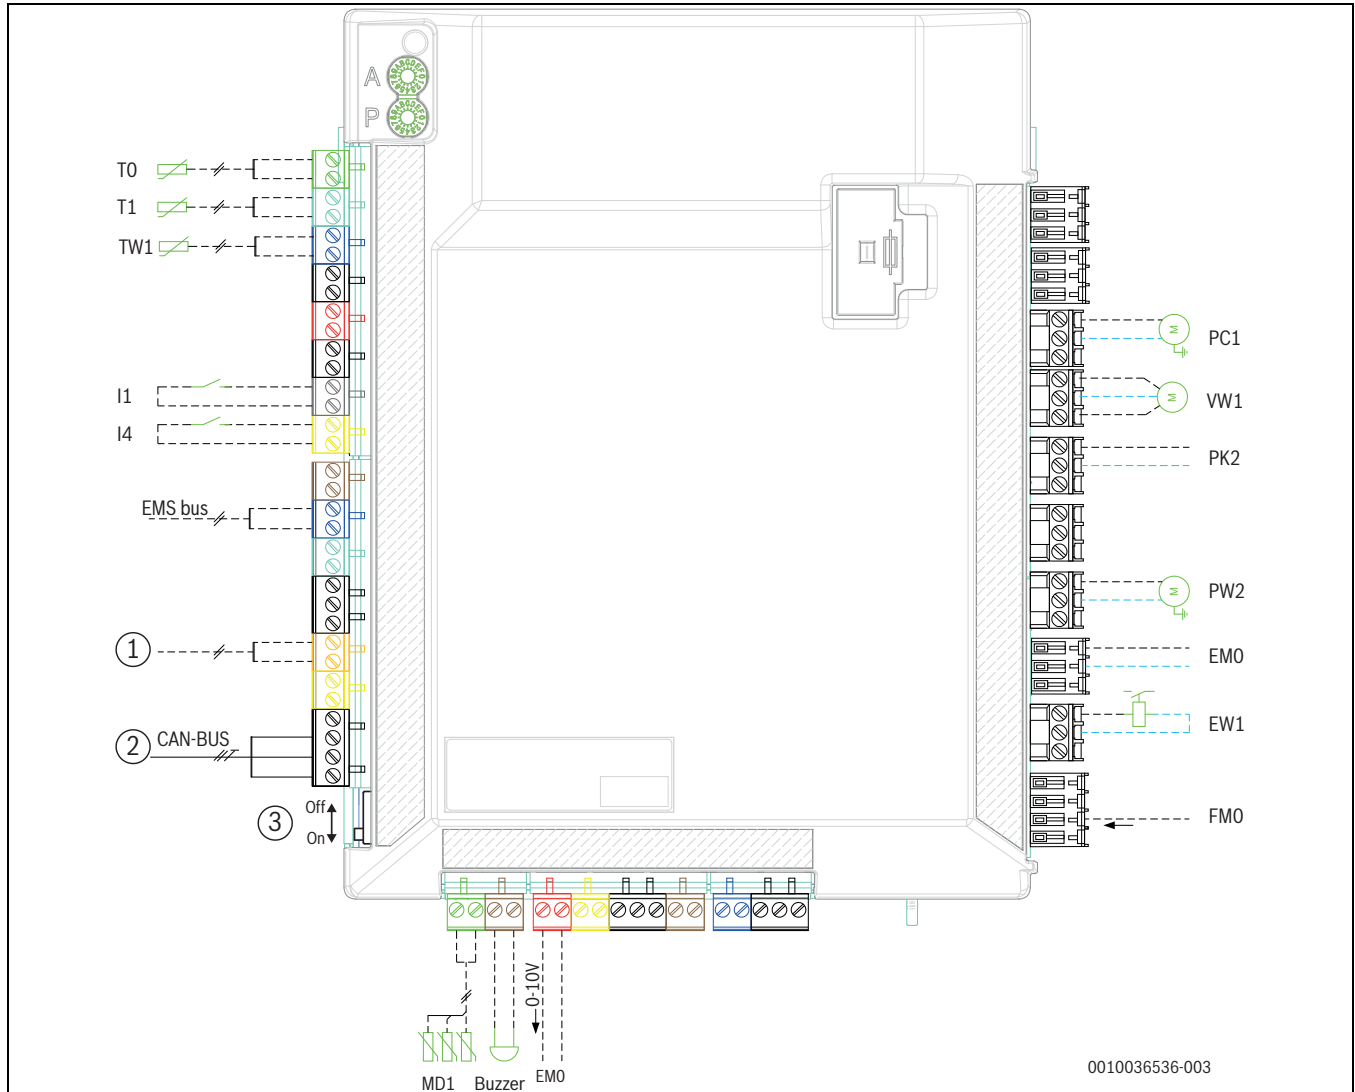 A
P
T0
T1
TW1
I1
I4
EMS bus
1
2 CAN-BUS
3 Off
On
PC1
M
VW1
M
PK2
PW2
M
EM0
EW1
FM0
0-10V
MD1 Buzzer EM0
0010036536-003